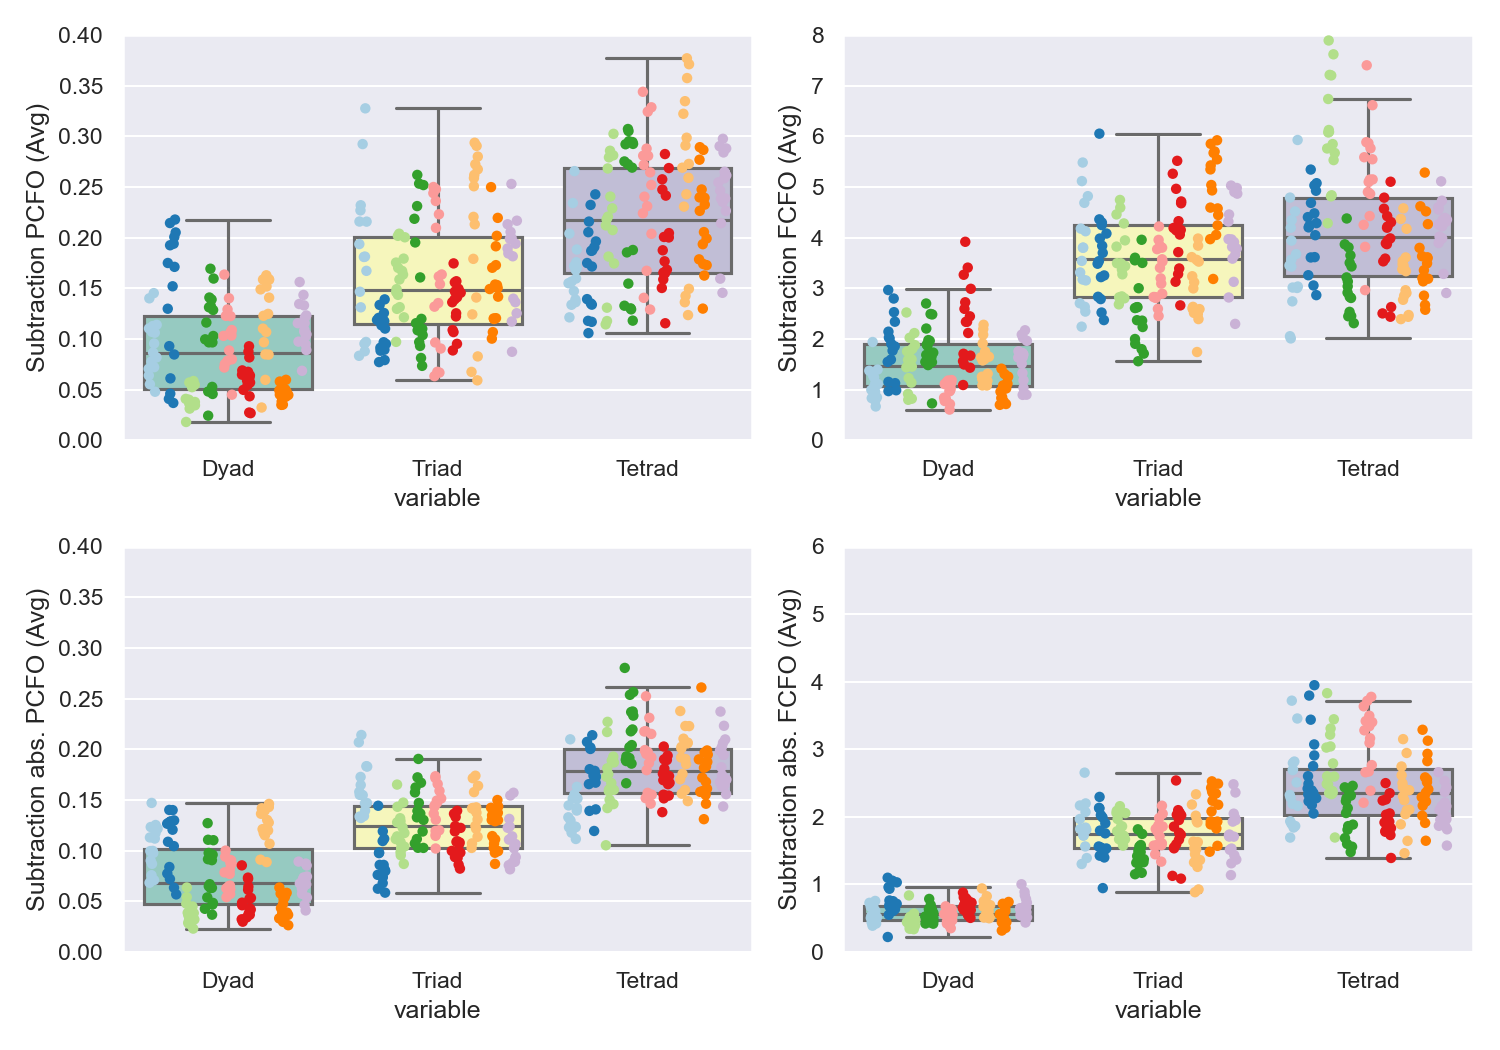 Subtraction PCFO (Avg)
0.40
0.35
0.30
0.25
0.20
0.15
0.10
0.05
0.00
Dyad Triad Tetrad
variable
Subtraction FCFO (Avg)
8
7
6
5
4
3
2
1
0
Dyad Triad Tetrad
variable
Subtraction abs. PCFO (Avg)
0.40
0.35
0.30
0.25
0.20
0.15
0.10
0.05
0.00
Dyad Triad Tetrad
variable
Subtraction abs. FCFO (Avg)
6
5
4
3
2
1
0
Dyad Triad Tetrad
variable